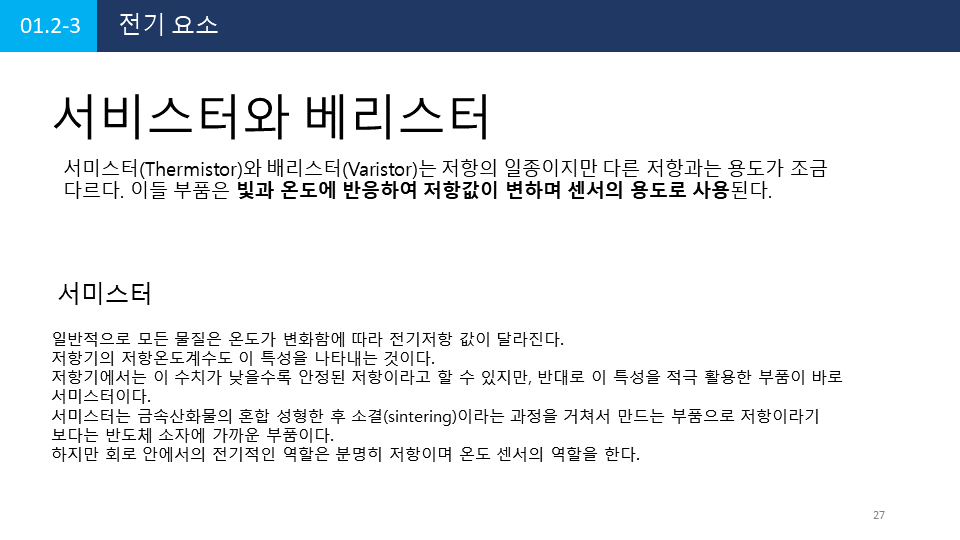 01.2-3
전기 요소
서비스터와 베리스터
서미스터(Thermistor)와 배리스터(Varistor)는 저항의 일종이지만 다른 저항과는 용도가 조금
다르다. 이들 부품은 빛과 온도에 반응하여 저항값이 변하며 센서의 용도로 사용된다.
서미스터
일반적으로 모든 물질은 온도가 변화함에 따라 전기저항 값이 달라진다.
저항기의 저항온도계수도 이 특성을 나타내는 것이다.
저항기에서는 이 수치가 낮을수록 안정된 저항이라고 할 수 있지만, 반대로 이 특성을 적극 활용한 부품이 바로
서미스터이다.
서미스터는 금속산화물의 혼합 성형한 후 소결(sintering)이라는 과정을 거쳐서 만드는 부품으로 저항이라기
보다는 반도체 소자에 가까운 부품이다.
하지만 회로 안에서의 전기적인 역할은 분명히 저항이며 온도 센서의 역할을 한다.
27